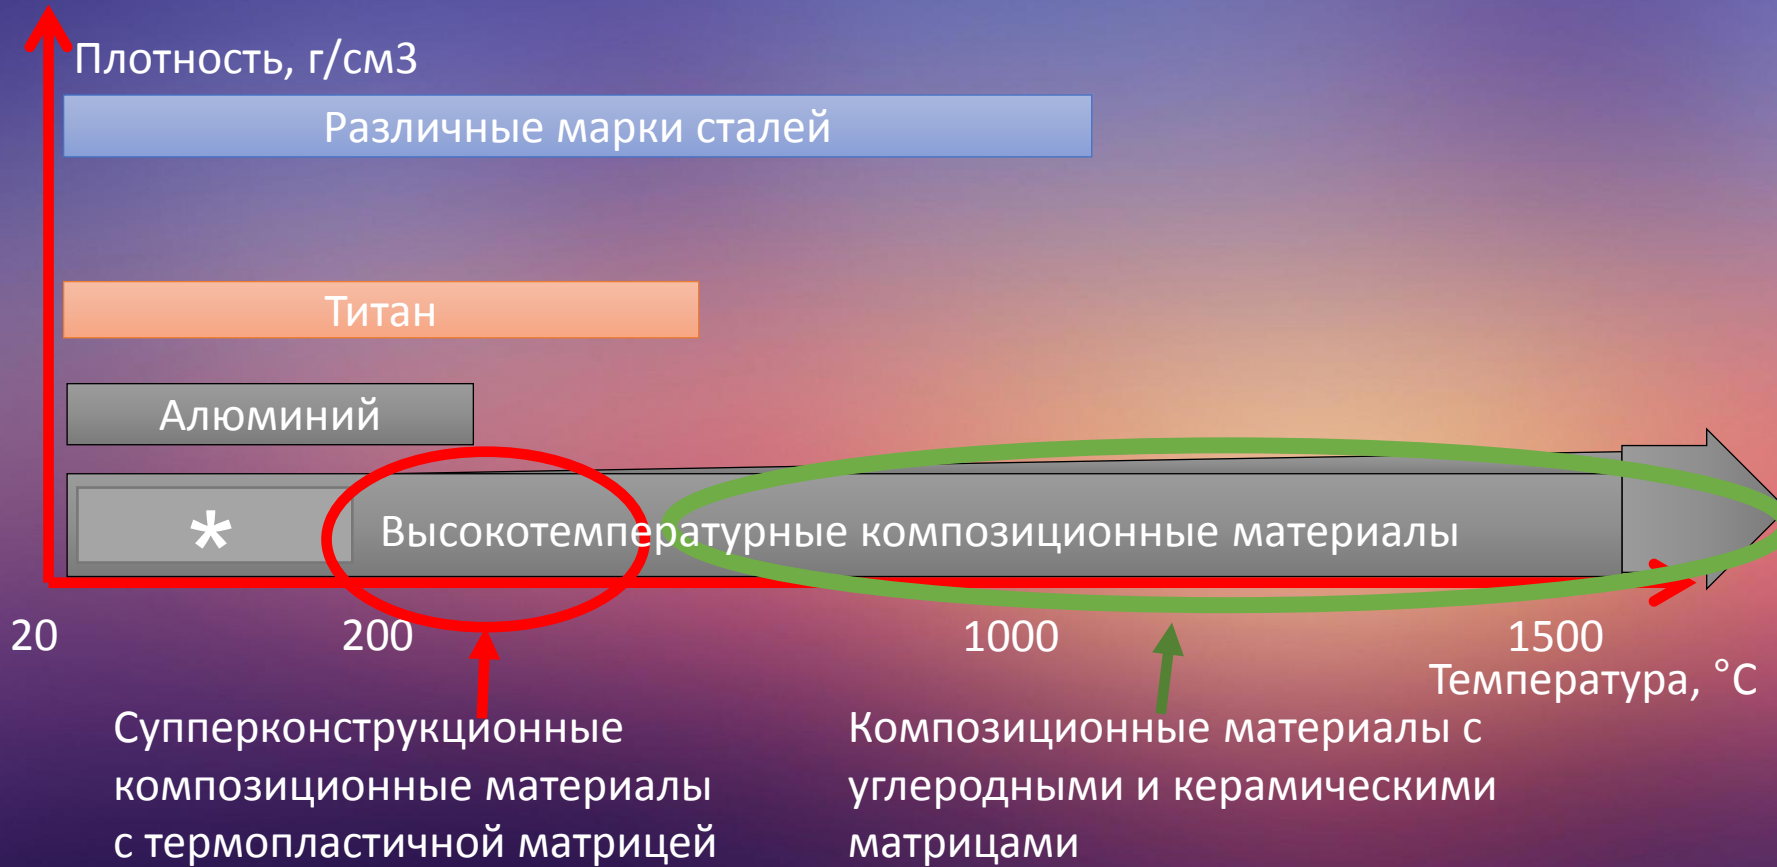 Плотность, г/см3
Различные марки сталей
Титан
Алюминий
*
Высокотемпературные композиционные материалы
20
200
1000
1500
Температура, °C
Супперконструкционные
композиционные материалы
с термопластичной матрицей
Композиционные материалы с
углеродными и керамическими
матрицами